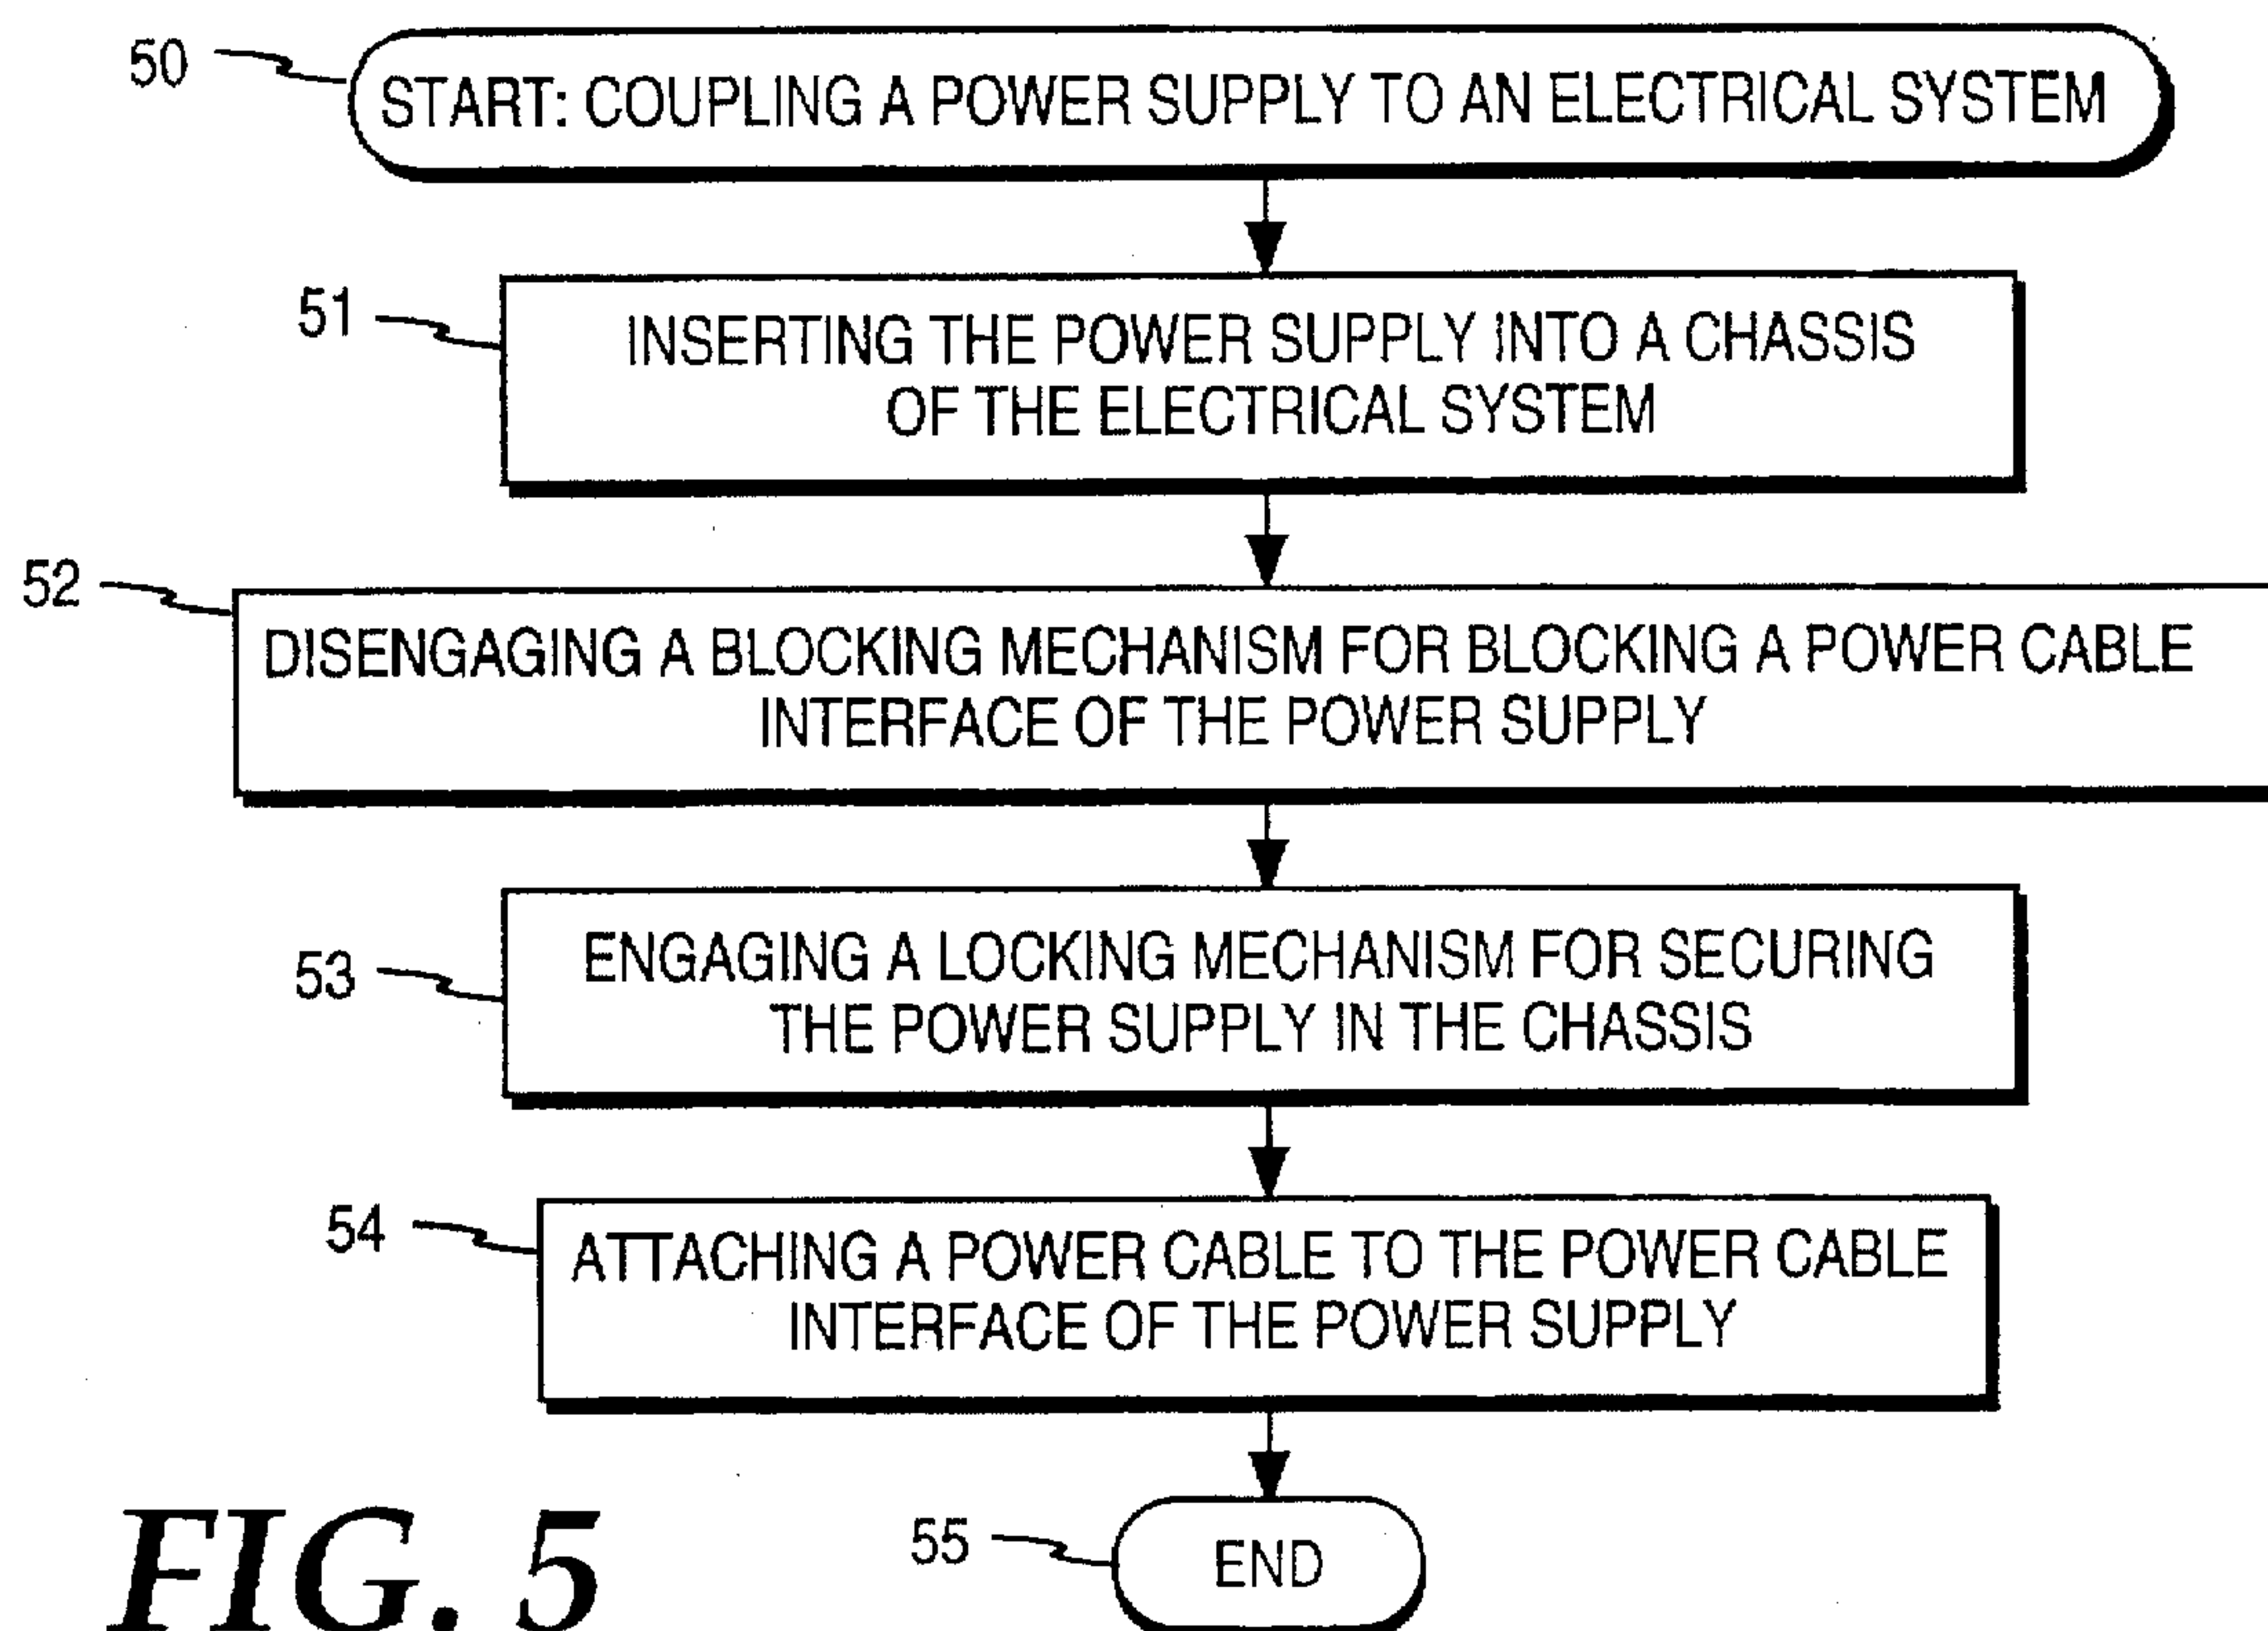 50
START: COUPLING A POWER SUPPLY TO AN ELECTRICAL SYSTEM
51
INSERTING THE POWER SUPPLY INTO A CHASSIS
OF THE ELECTRICAL SYSTEM
52
DISENGAGING A BLOCKING MECHANISM FOR BLOCKING A POWER CABLE
INTERFACE OF THE POWER SUPPLY
53
ENGAGING A LOCKING MECHANISM FOR SECURING
THE POWER SUPPLY IN THE CHASSIS
54
ATTACHING A POWER CABLE TO THE POWER CABLE
INTERFACE OF THE POWER SUPPLY
55
END
FIG. 5